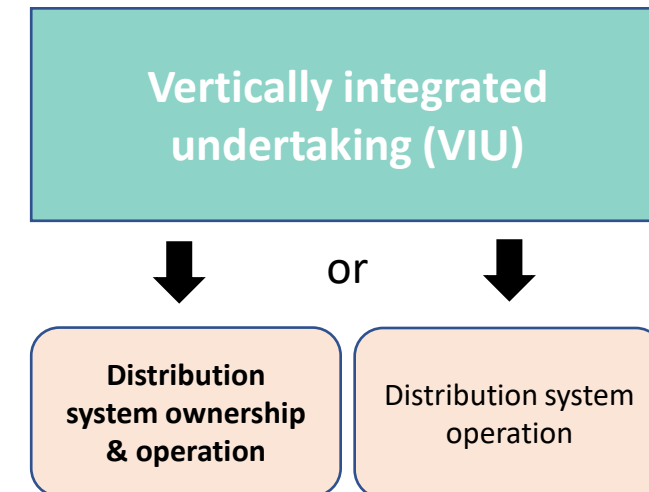 Vertically integrated
undertaking (VIU)
or
Distribution
system ownership
& operation
Distribution system
operation